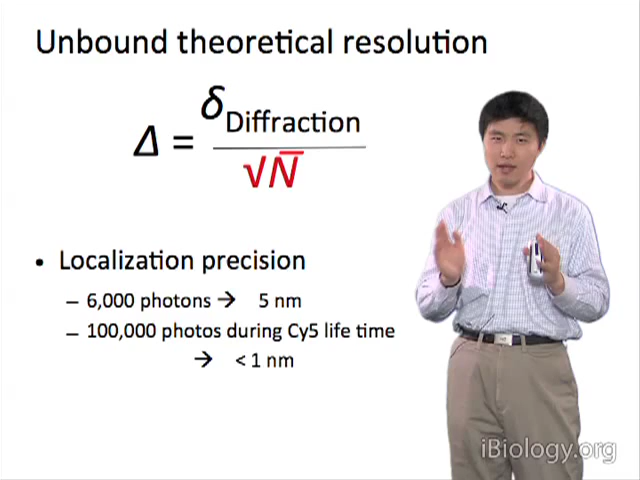 Unbound theoretical resolution
Δ = δDiffraction / √N̅
• Localization precision
– 6,000 photons → 5 nm
– 100,000 photos during Cy5 life time
→ < 1 nm
iBiology.org